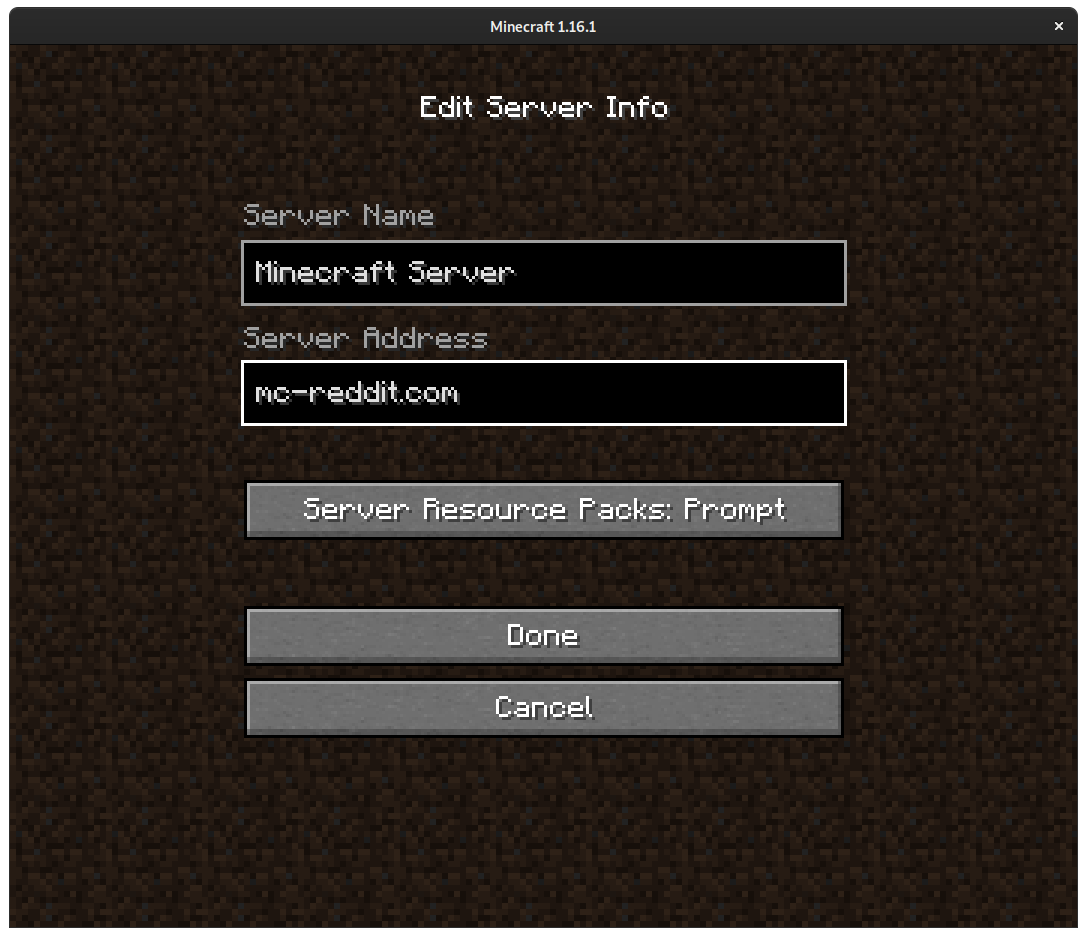 Minecraft 1.16.1
Edit Server Info
Server Name
Minecraft Server
Server Address
mc-reddit.com
Server Resource Packs: Prompt
Done
Cancel